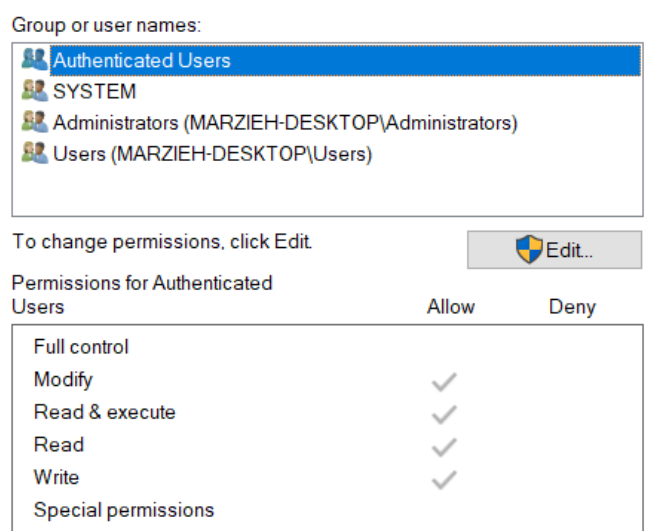 Group or user names:
Authenticated Users
SYSTEM
Administrators (MARZIEH-DESKTOP\Administrators)
Users (MARZIEH-DESKTOP\Users)
To change permissions, click Edit.
Edit...
Permissions for Authenticated
Users Allow Deny
Full control
Modify
Read & execute
Read
Write
Special permissions